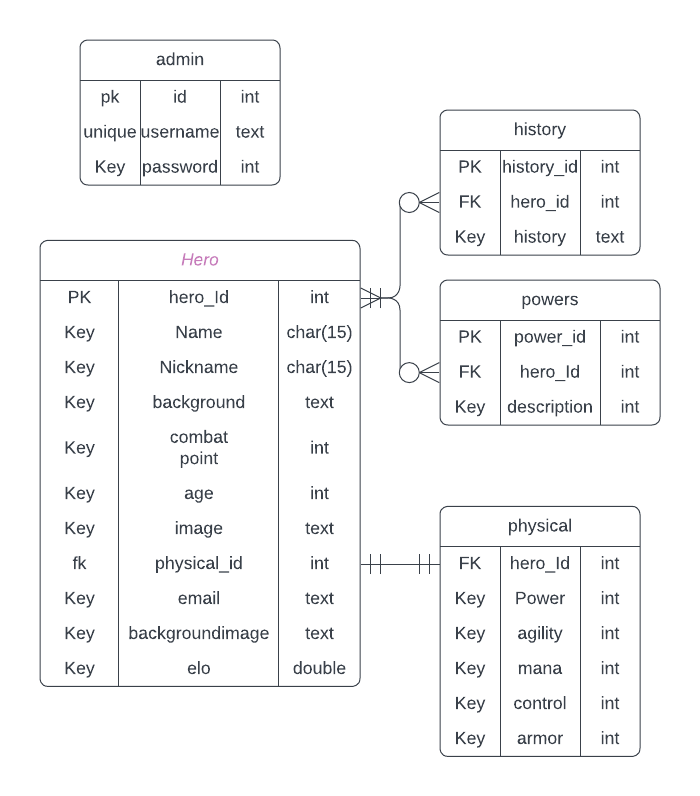 admin
pk id int
unique username text
Key password int
history
PK history_id int
FK hero_id int
Key history text
Hero
PK hero_Id int
Key Name char(15)
Key Nickname char(15)
Key background text
Key combat point int
Key age int
Key image text
fk physical_id int
Key email text
Key backgroundimage text
Key elo double
powers
PK power_id int
FK hero_Id int
Key description int
physical
FK hero_Id int
Key Power int
Key agility int
Key mana int
Key control int
Key armor int